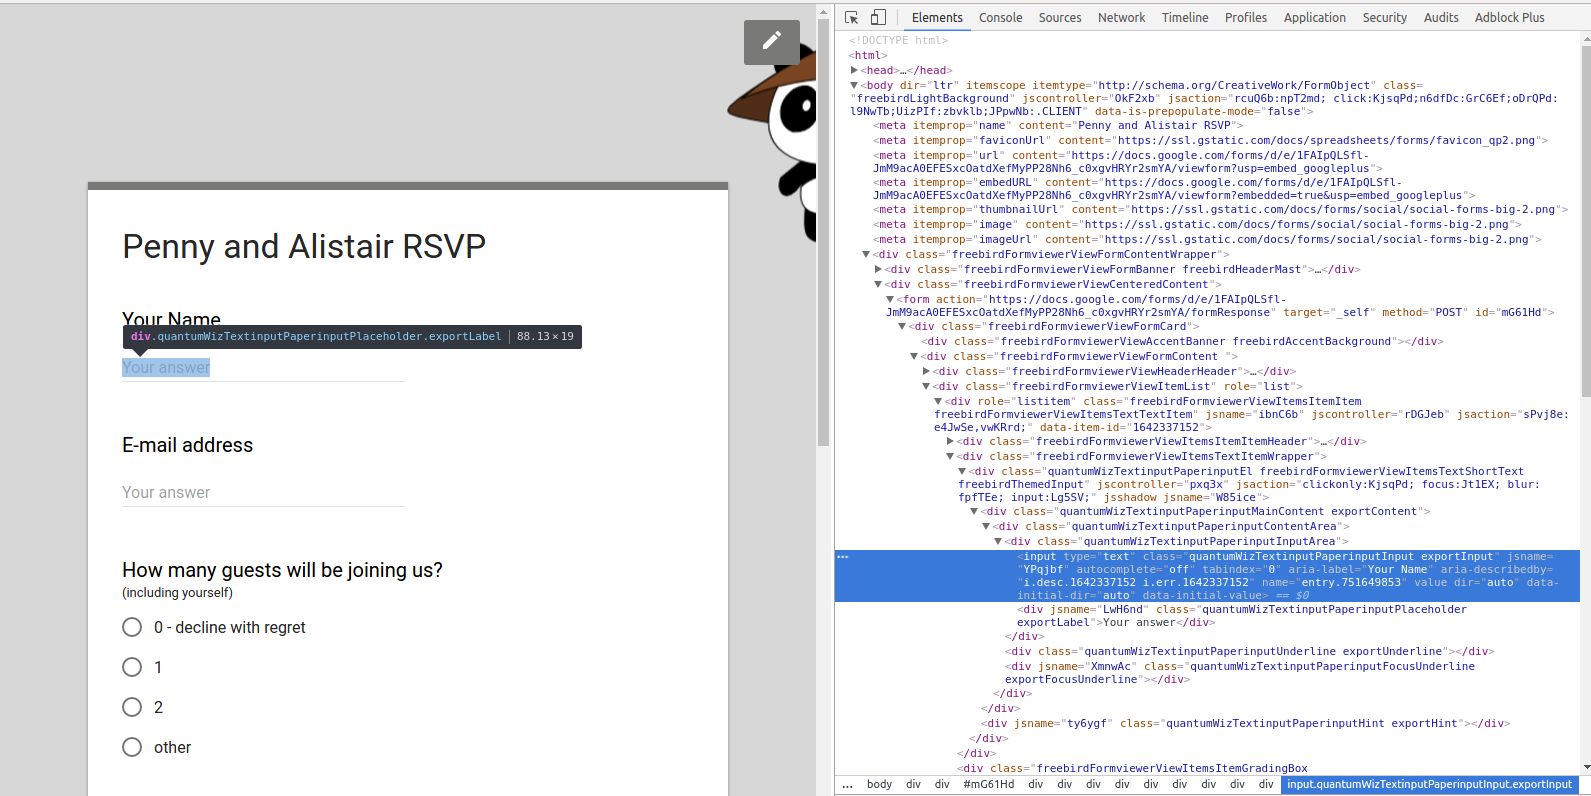 Penny and Alistair RSVP
Your Name
div.quantumWizTextinputPaperinputPlaceholder.exportLabel | 88.13 × 19
Your answer
E-mail address
Your answer
How many guests will be joining us?
(including yourself)
0 - decline with regret
1
2
other
Elements Console Sources Network Timeline Profiles Application Security Audits Adblock Plus
<!DOCTYPE html>
<html>
<head>…</head>
<body dir="ltr" itemscope itemtype="http://schema.org/CreativeWork/FormObject" class=
"freebirdLightBackground" jscontroller="OkF2xb" jsaction="rcuQ6b:npT2md; click:KjsqPd;n6dfDc:GrC6Ef;oDrQPd:
l9NwTb;UizPIf:zbvklb;JPpwNb:.CLIENT" data-is-prepopulate-mode="false">
<meta itemprop="name" content="Penny and Alistair RSVP">
<meta itemprop="faviconUrl" content="https://ssl.gstatic.com/docs/spreadsheets/forms/favicon_qp2.png">
<meta itemprop="url" content="https://docs.google.com/forms/d/e/1FAIpQLSfl-
JmM9acA0EFESxcOatdXefMyPP28Nh6_c0xgvHRYr2smYA/viewform?usp=embed_googleplus">
<meta itemprop="embedURL" content="https://docs.google.com/forms/d/e/1FAIpQLSfl-
JmM9acA0EFESxcOatdXefMyPP28Nh6_c0xgvHRYr2smYA/viewform?embedded=true&usp=embed_googleplus">
<meta itemprop="thumbnailUrl" content="https://ssl.gstatic.com/docs/forms/social/social-forms-big-2.png">
<meta itemprop="image" content="https://ssl.gstatic.com/docs/forms/social/social-forms-big-2.png">
<meta itemprop="imageUrl" content="https://ssl.gstatic.com/docs/forms/social/social-forms-big-2.png">
<div class="freebirdFormviewerViewFormContentWrapper">
<div class="freebirdFormviewerViewFormBanner freebirdHeaderMast">…</div>
<div class="freebirdFormviewerViewCenteredContent">
<form action="https://docs.google.com/forms/d/e/1FAIpQLSfl-
JmM9acA0EFESxcOatdXefMyPP28Nh6_c0xgvHRYr2smYA/formResponse" target="_self" method="POST" id="mG61Hd">
<div class="freebirdFormviewerViewFormCard">
<div class="freebirdFormviewerViewAccentBanner freebirdAccentBackground"></div>
<div class="freebirdFormviewerViewFormContent ">
<div class="freebirdFormviewerViewHeaderHeader">…</div>
<div class="freebirdFormviewerViewItemList" role="list">
<div role="listitem" class="freebirdFormviewerViewItemsItemItem
freebirdFormviewerViewItemsTextTextItem" jsname="ibnC6b" jscontroller="rDGJeb" jsaction="sPvj8e:
e4JwSe,vwKRrd;" data-item-id="1642337152">
<div class="freebirdFormviewerViewItemsItemItemHeader">…</div>
<div class="freebirdFormviewerViewItemsTextItemWrapper">
<div class="quantumWizTextinputPaperinputEl freebirdFormviewerViewItemsTextShortText
freebirdThemedInput" jscontroller="pxq3x" jsaction="clickonly:KjsqPd; focus:Jt1EX; blur:
fpfTEe; input:Lg5SV;" jsshadow jsname="W85ice">
<div class="quantumWizTextinputPaperinputMainContent exportContent">
<div class="quantumWizTextinputPaperinputContentArea">
<div class="quantumWizTextinputPaperinputInputArea">
… <input type="text" class="quantumWizTextinputPaperinputInput exportInput" jsname=
"YPqjbf" autocomplete="off" tabindex="0" aria-label="Your Name" aria-describedby=
"i.desc.1642337152 i.err.1642337152" name="entry.751649853" value dir="auto" data-
initial-dir="auto" data-initial-value> == $0
<div jsname="LwH6nd" class="quantumWizTextinputPaperinputPlaceholder
exportLabel">Your answer</div>
</div>
<div class="quantumWizTextinputPaperinputUnderline exportUnderline"></div>
<div jsname="XmnwAc" class="quantumWizTextinputPaperinputFocusUnderline
exportFocusUnderline"></div>
</div>
</div>
<div jsname="ty6ygf" class="quantumWizTextinputPaperinputHint exportHint"></div>
</div>
</div>
<div class="freebirdFormviewerViewItemsItemGradingBox
… body div div #mG61Hd div div div div div div div div div input.quantumWizTextinputPaperinputInput.exportInput